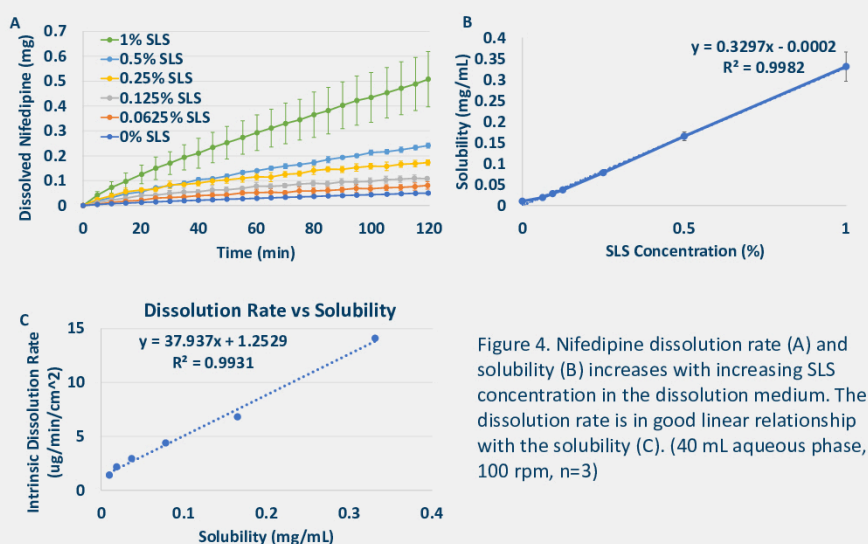 A
0.7
0.6
0.5
0.4
0.3
0.2
0.1
0
Dissolved Nifedipine (mg)
1% SLS
0.5% SLS
0.25% SLS
0.125% SLS
0.0625% SLS
0% SLS
0 20 40 60 80 100 120
Time (min)
B
0.4
0.35
0.3
0.25
0.2
0.15
0.1
0.05
0
Solubility (mg/mL)
y = 0.3297x - 0.0002
R² = 0.9982
0 0.5 1
SLS Concentration (%)
C
Dissolution Rate vs Solubility
15
10
5
0
Intrinsic Dissolution Rate
(ug/min/cm^2)
y = 37.937x + 1.2529
R² = 0.9931
0 0.1 0.2 0.3 0.4
Solubility (mg/mL)
Figure 4. Nifedipine dissolution rate (A) and
solubility (B) increases with increasing SLS
concentration in the dissolution medium. The
dissolution rate is in good linear relationship
with the solubility (C). (40 mL aqueous phase,
100 rpm, n=3)